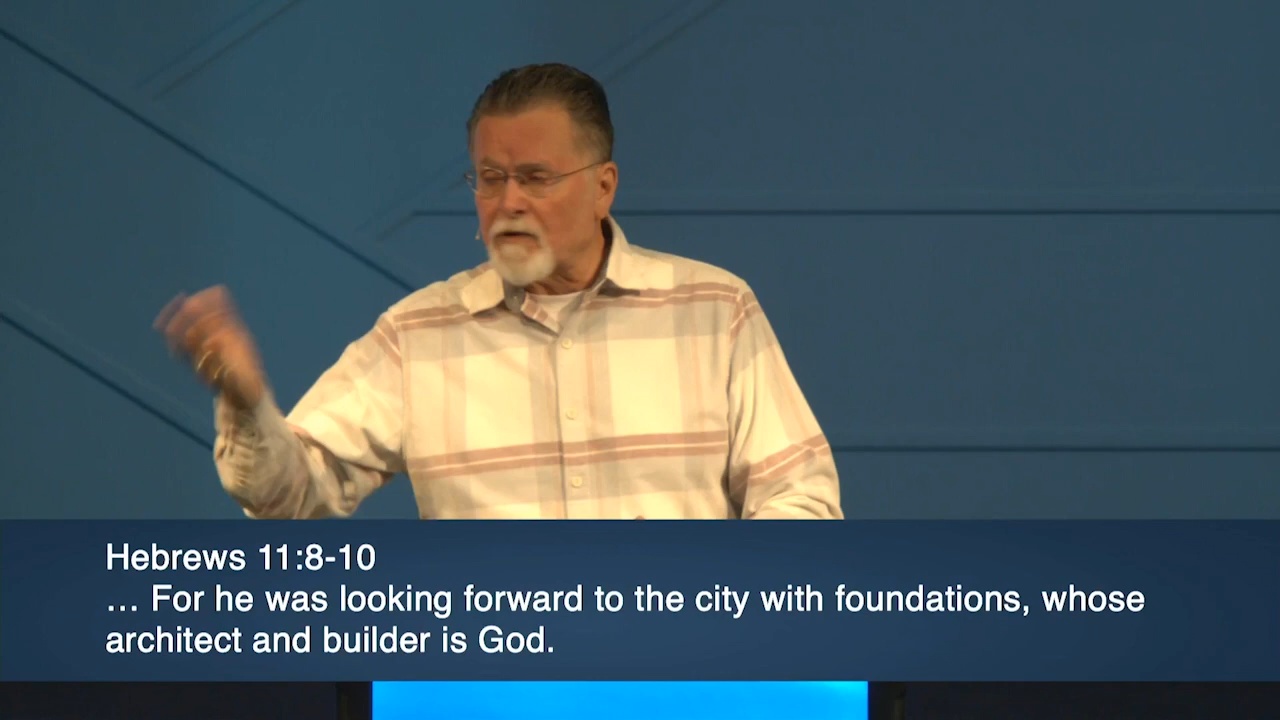 Hebrews 11:8-10
… For he was looking forward to the city with foundations, whose
architect and builder is God.